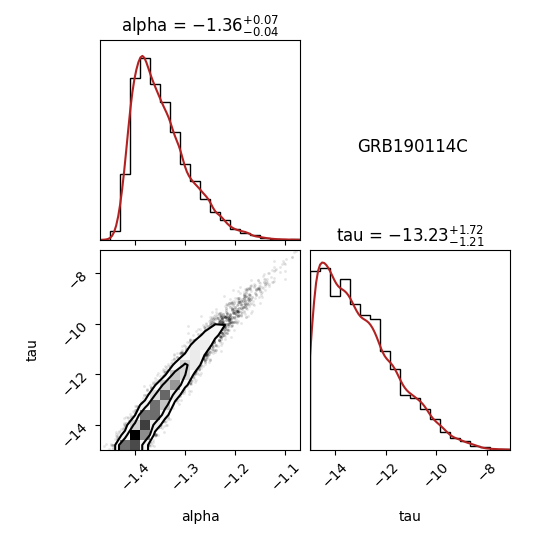 alpha = −1.36+0.07−0.04
GRB190114C
tau = −13.23+1.72−1.21
tau
−8
−10
−12
−14
−1.4 −1.3 −1.2 −1.1
−14 −12 −10 −8
alpha tau